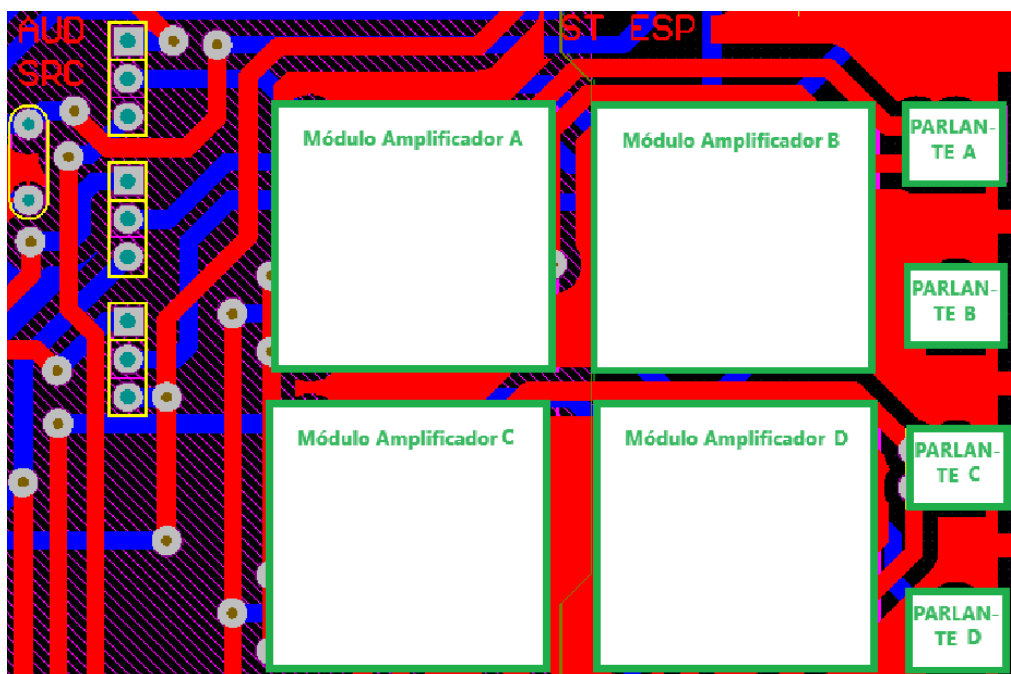 AUD
SRC
ST ESP
Módulo Amplificador A
Módulo Amplificador B
PARLAN-
TE A
PARLAN-
TE B
Módulo Amplificador C
Módulo Amplificador D
PARLAN-
TE C
PARLAN-
TE D